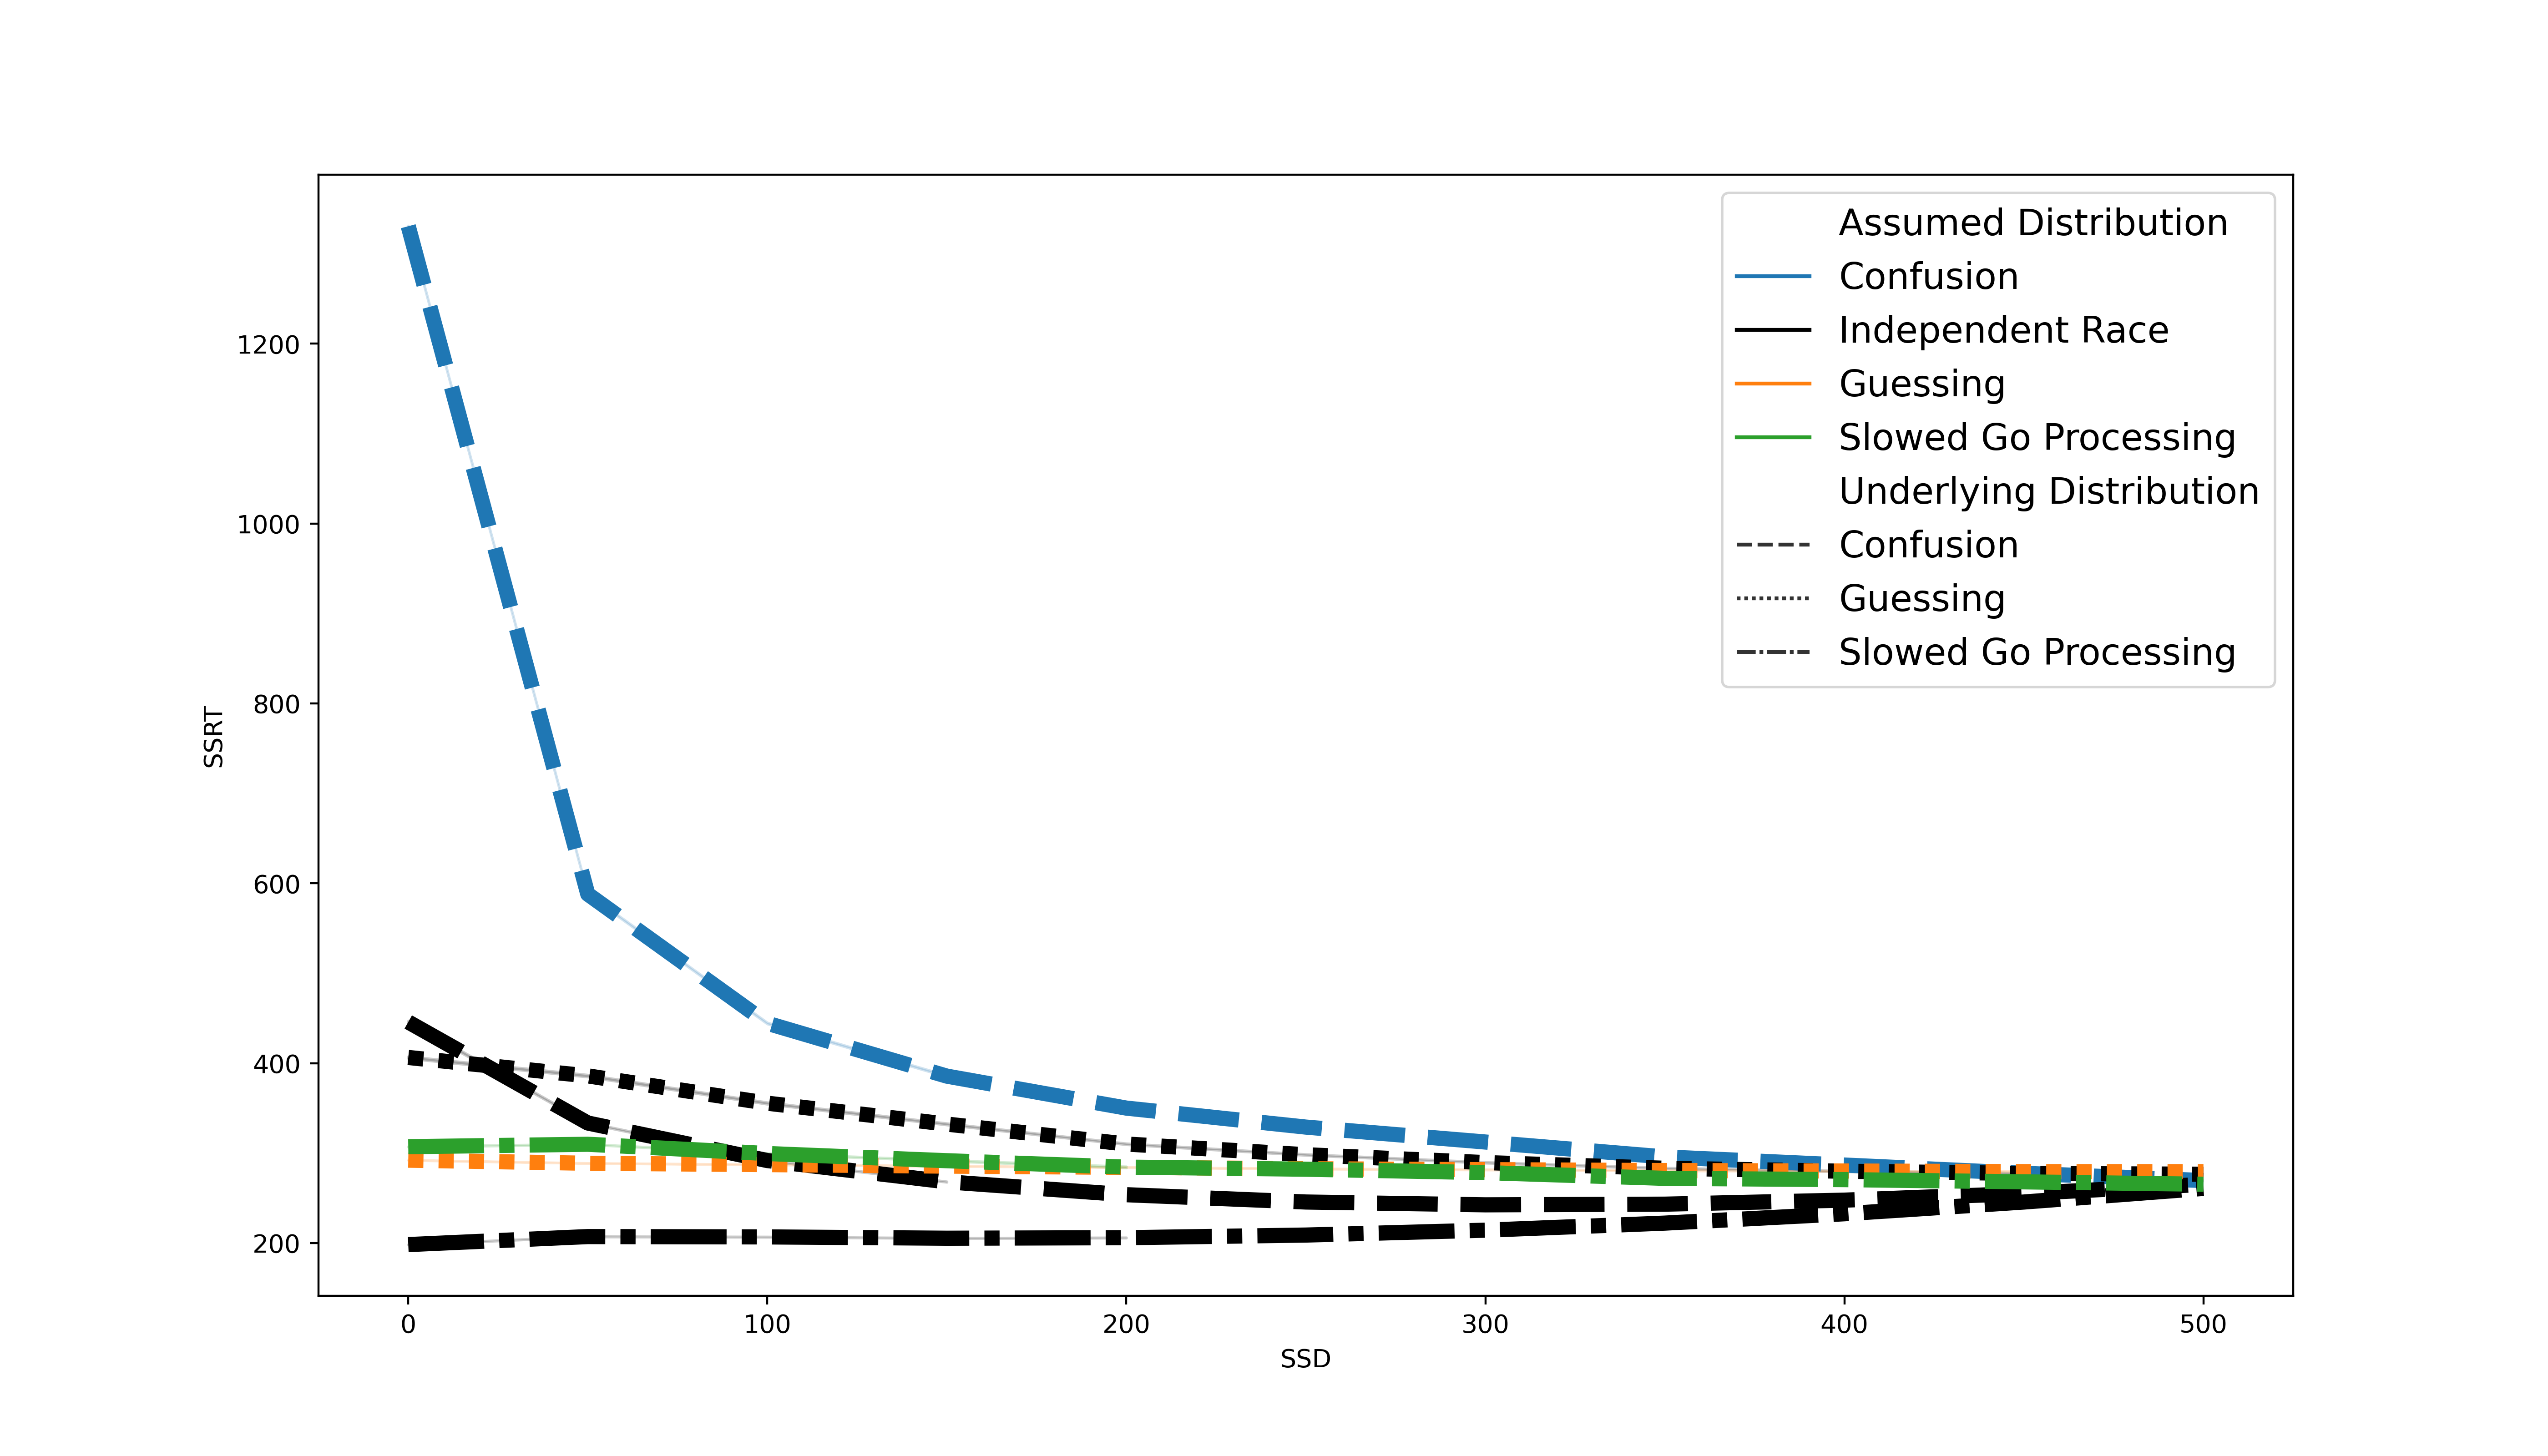 Assumed Distribution
Confusion
Independent Race
Guessing
Slowed Go Processing
Underlying Distribution
Confusion
Guessing
Slowed Go Processing
1200
1000
800
600
400
200
SSRT
0 100 200 300 400 500
SSD